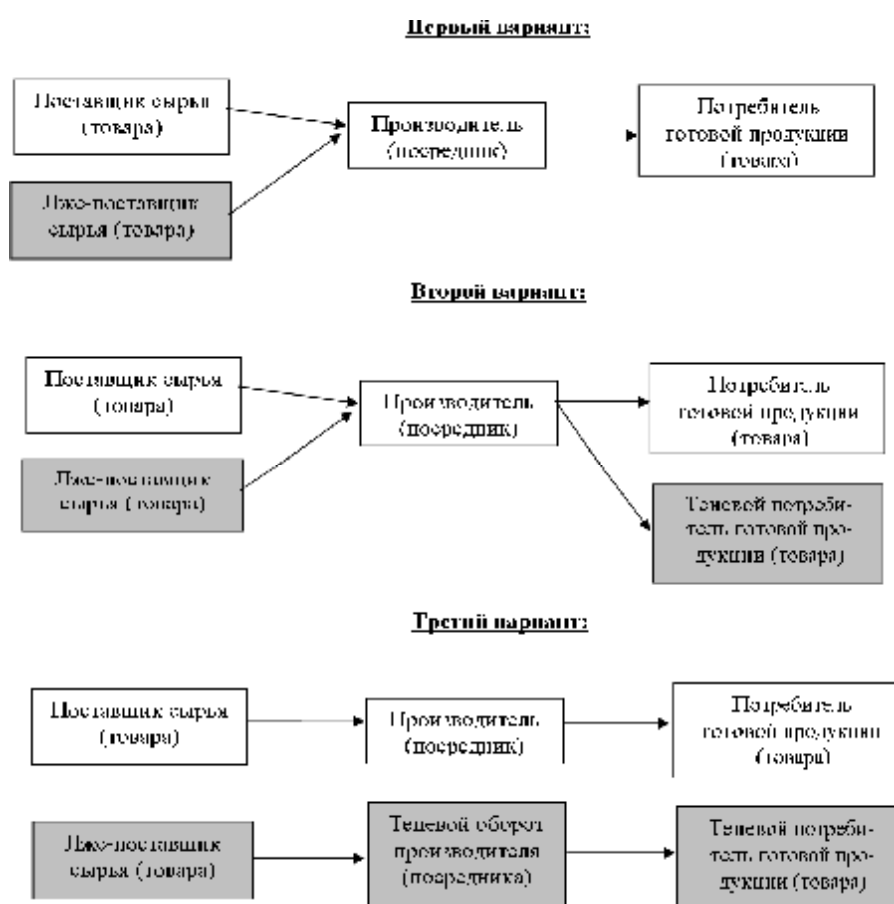 Первый вариант:
Поставщик сырья
(товара)
Производитель
(посредник)
Потребитель
готовой продукции
(товара)
Лже-поставщик
сырья (товара)
Второй вариант:
Поставщик сырья
(товара)
Производитель
(посредник)
Потребитель
готовой продукции
(товара)
Лже-поставщик
сырья (товара)
Теневой потреби-
тель готовой про-
дукции (товара)
Третий вариант:
Поставщик сырья
(товара)
Производитель
(посредник)
Потребитель
готовой продукции
(товара)
Лже-поставщик
сырья (товара)
Теневой оборот
производителя
(посредника)
Теневой потреби-
тель готовой про-
дукции (товара)